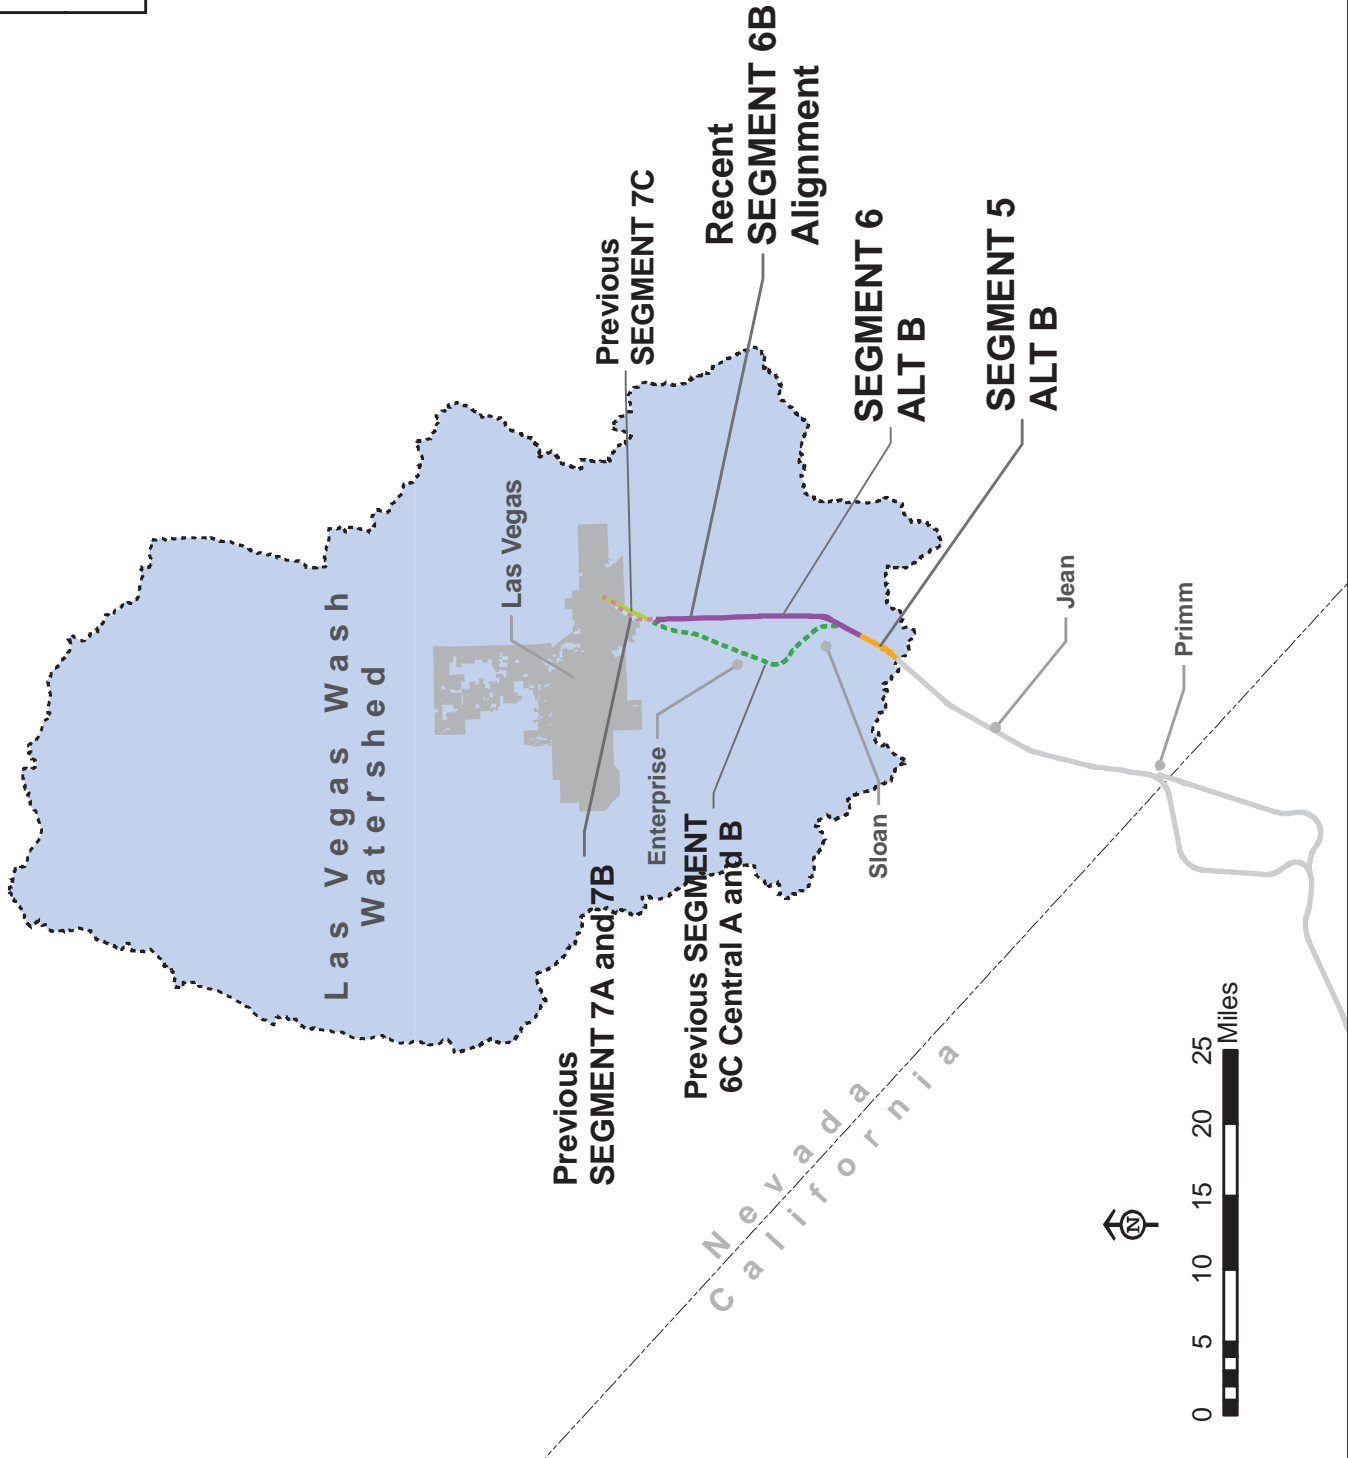 Las Vegas Wash
Watershed
Las Vegas
Previous
SEGMENT 7C
Recent
SEGMENT 6B
Alignment
SEGMENT 6
ALT B
SEGMENT 5
ALT B
Previous
SEGMENT 7A and 7B
Enterprise
Previous SEGMENT
6C Central A and B
Sloan
Jean
Primm
Nevada
California
N
0 5 10 15 20 25
Miles